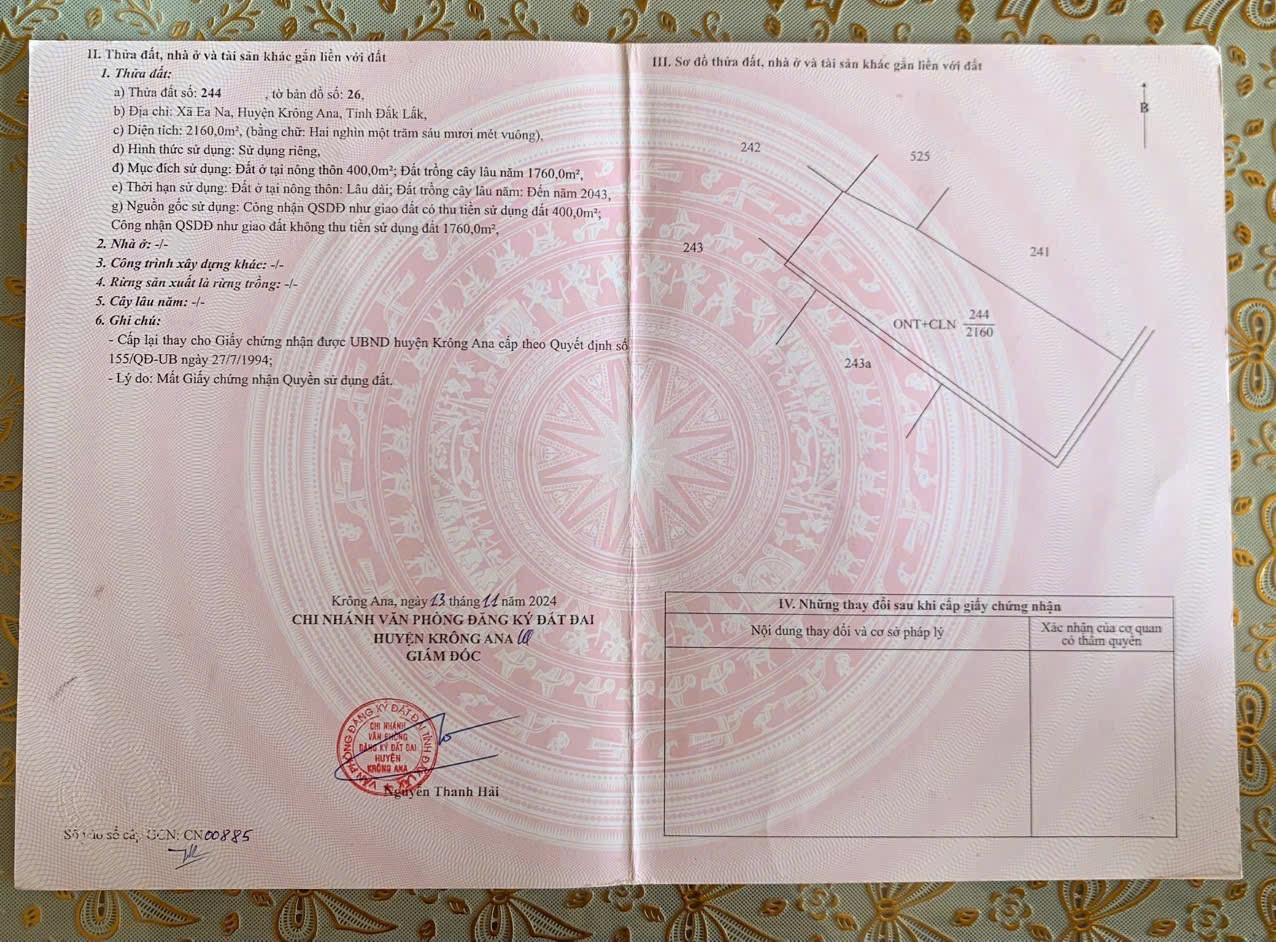 II. Thửa đất, nhà ở và tài sản khác gắn liền với đất
1. Thửa đất:
a) Thửa đất số: 244 , tờ bản đồ số: 26,
b) Địa chỉ: Xã Ea Na, Huyện Krông Ana, Tỉnh Đắk Lắk,
c) Diện tích: 2160,0m², (bằng chữ: Hai nghìn một trăm sáu mươi mét vuông),
d) Hình thức sử dụng: Sử dụng riêng,
đ) Mục đích sử dụng: Đất ở tại nông thôn 400,0m²; Đất trồng cây lâu năm 1760,0m²,
e) Thời hạn sử dụng: Đất ở tại nông thôn: Lâu dài; Đất trồng cây lâu năm: Đến năm 2043,
g) Nguồn gốc sử dụng: Công nhận QSDĐ như giao đất có thu tiền sử dụng đất 400,0m²;
Công nhận QSDĐ như giao đất không thu tiền sử dụng đất 1760,0m²,
2. Nhà ở: -/-
3. Công trình xây dựng khác: -/-
4. Rừng sản xuất là rừng trồng: -/-
5. Cây lâu năm: -/-
6. Ghi chú:
- Cấp lại thay cho Giấy chứng nhận được UBND huyện Krông Ana cấp theo Quyết định số
155/QĐ-UB ngày 27/7/1994;
- Lý do: Mất Giấy chứng nhận Quyền sử dụng đất.
Krông Ana, ngày 13 tháng 11 năm 2024
CHI NHÁNH VĂN PHÒNG ĐĂNG KÝ ĐẤT ĐAI
HUYỆN KRÔNG ANA
GIÁM ĐỐC
VĂN PHÒNG ĐĂNG KÝ ĐẤT ĐAI TỈNH ĐẮK LẮK
CHI NHÁNH
VĂN PHÒNG
ĐĂNG KÝ ĐẤT ĐAI
HUYỆN
KRÔNG ANA
Nguyễn Thanh Hải
Số vào sổ cấp GCN: CN00885
III. Sơ đồ thửa đất, nhà ở và tài sản khác gắn liền với đất
B
242
525
243
241
ONT+CLN 244
2160
243a
IV. Những thay đổi sau khi cấp giấy chứng nhận
Nội dung thay đổi và cơ sở pháp lý
Xác nhận của cơ quan
có thẩm quyền